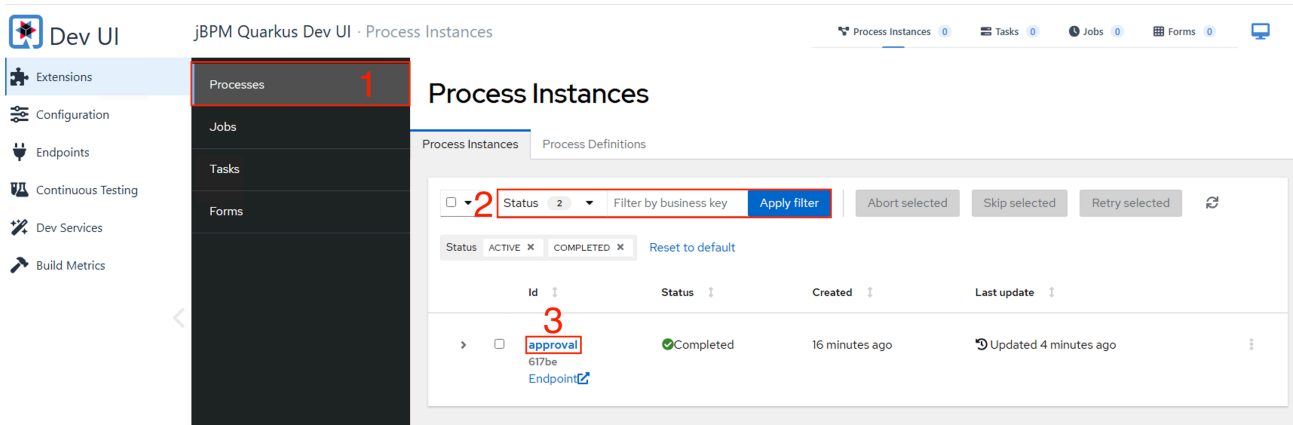 Dev UI
jBPM Quarkus Dev UI · Process Instances
Process Instances 0
Tasks 0
Jobs 0
Forms 0
Extensions
Configuration
Endpoints
Continuous Testing
Dev Services
Build Metrics
Processes 1
Jobs
Tasks
Forms
Process Instances
Process Instances Process Definitions
2 Status 2 Filter by business key Apply filter Abort selected Skip selected Retry selected
Status ACTIVE × COMPLETED × Reset to default
Id Status Created Last update
3
approval Completed 16 minutes ago Updated 4 minutes ago
617be
Endpoint